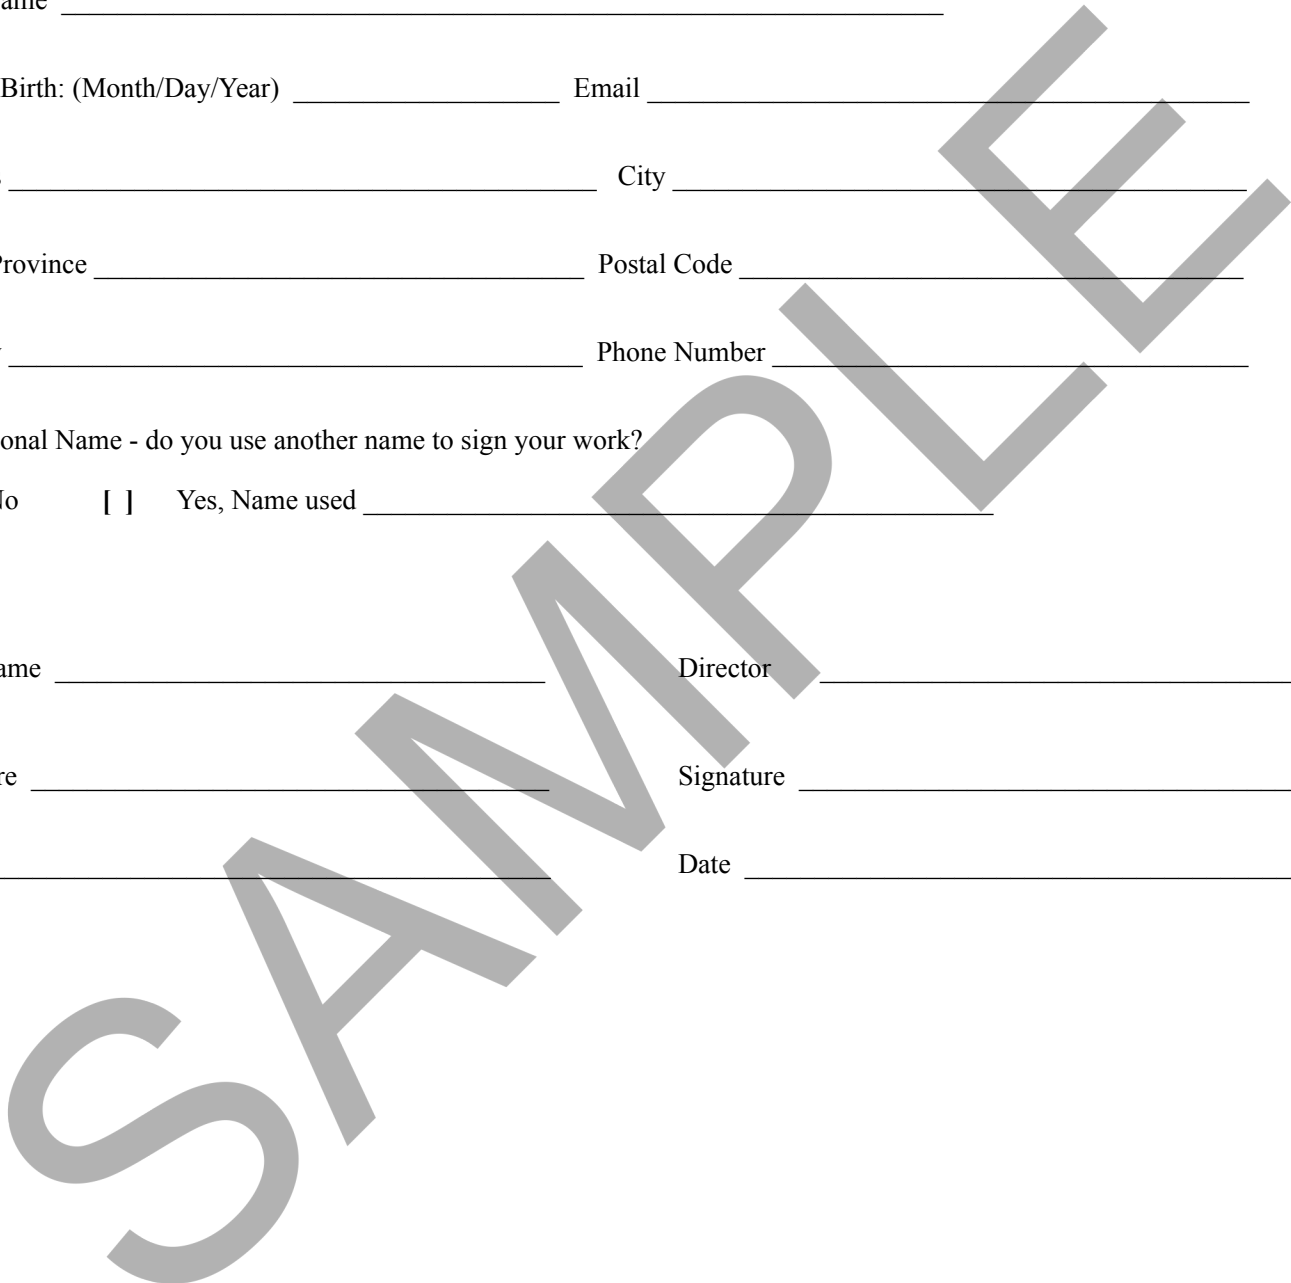 ame
Birth: (Month/Day/Year) Email
City
Province Postal Code
Phone Number
onal Name - do you use another name to sign your work?
No [ ] Yes, Name used
ame Director
re Signature
Date
SAMPLE